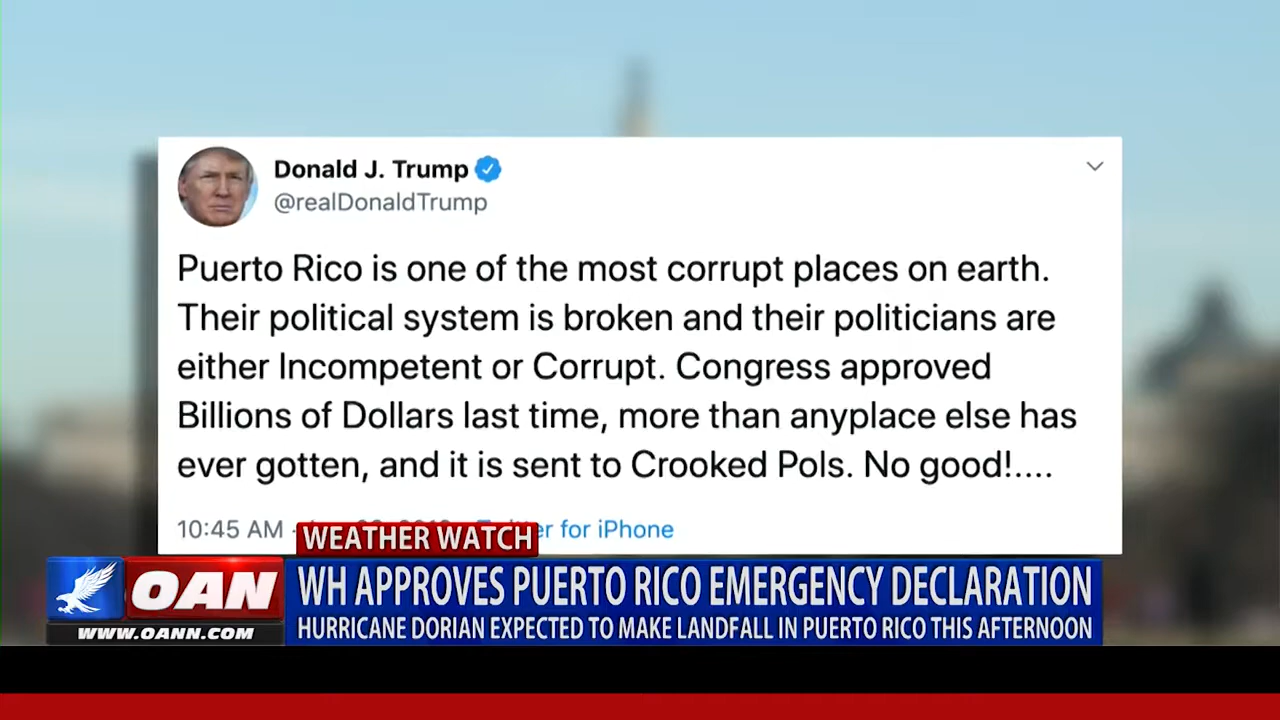 Donald J. Trump
@realDonaldTrump
Puerto Rico is one of the most corrupt places on earth.
Their political system is broken and their politicians are
either Incompetent or Corrupt. Congress approved
Billions of Dollars last time, more than anyplace else has
ever gotten, and it is sent to Crooked Pols. No good!....
10:45 AM · for iPhone
WEATHER WATCH
OAN
WWW.OANN.COM
WH APPROVES PUERTO RICO EMERGENCY DECLARATION
HURRICANE DORIAN EXPECTED TO MAKE LANDFALL IN PUERTO RICO THIS AFTERNOON